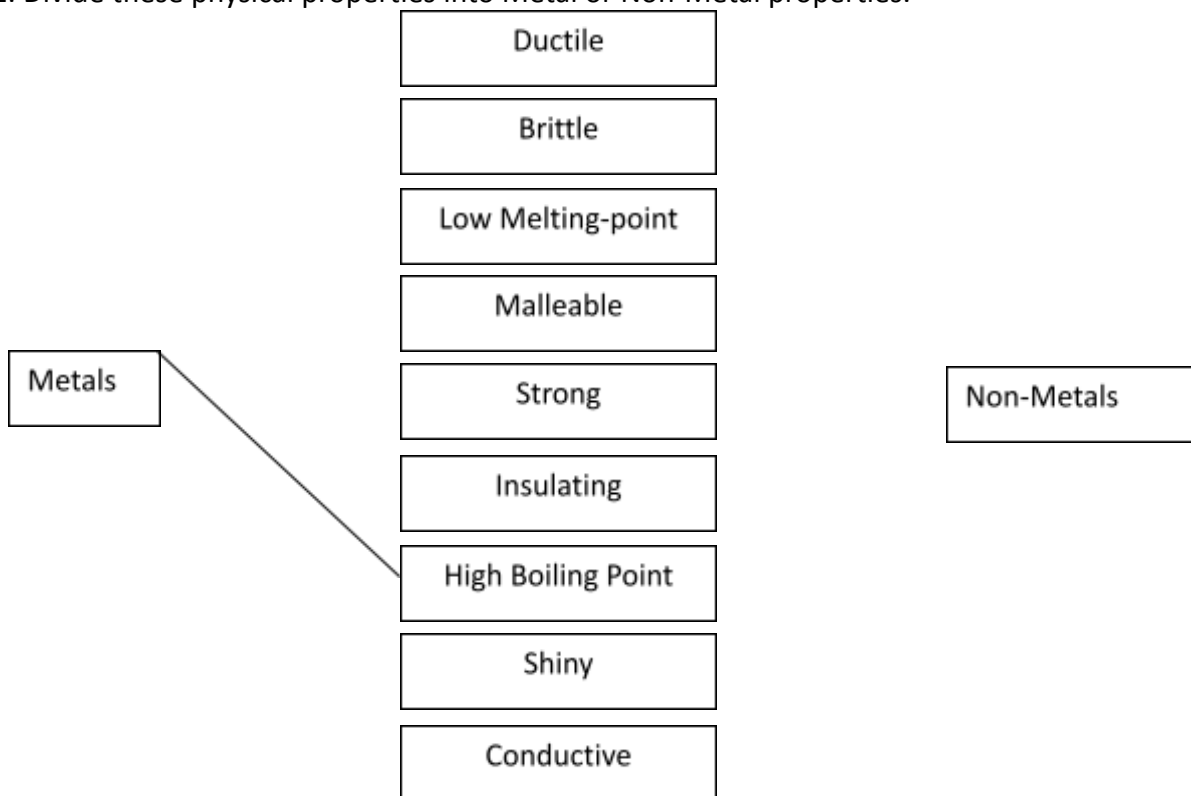 Divide these physical properties into Metal or Non-Metal properties.
Ductile
Brittle
Low Melting-point
Malleable
Metals
Strong
Non-Metals
Insulating
High Boiling Point
Shiny
Conductive